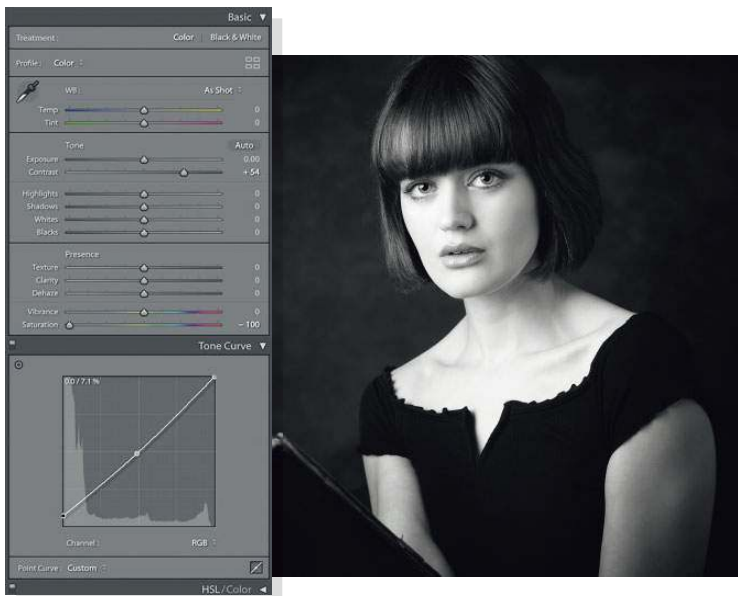 Basic ▼
Treatment : Color | Black & White
Profile : Color
WB : As Shot
Temp 0
Tint 0
Tone Auto
Exposure 0.00
Contrast + 54
Highlights 0
Shadows 0
Whites 0
Blacks 0
Presence
Texture 0
Clarity 0
Dehaze 0
Vibrance 0
Saturation – 100
Tone Curve ▼
0.0 / 7.1 %
Channel : RGB
Point Curve : Custom
HSL / Color ◀